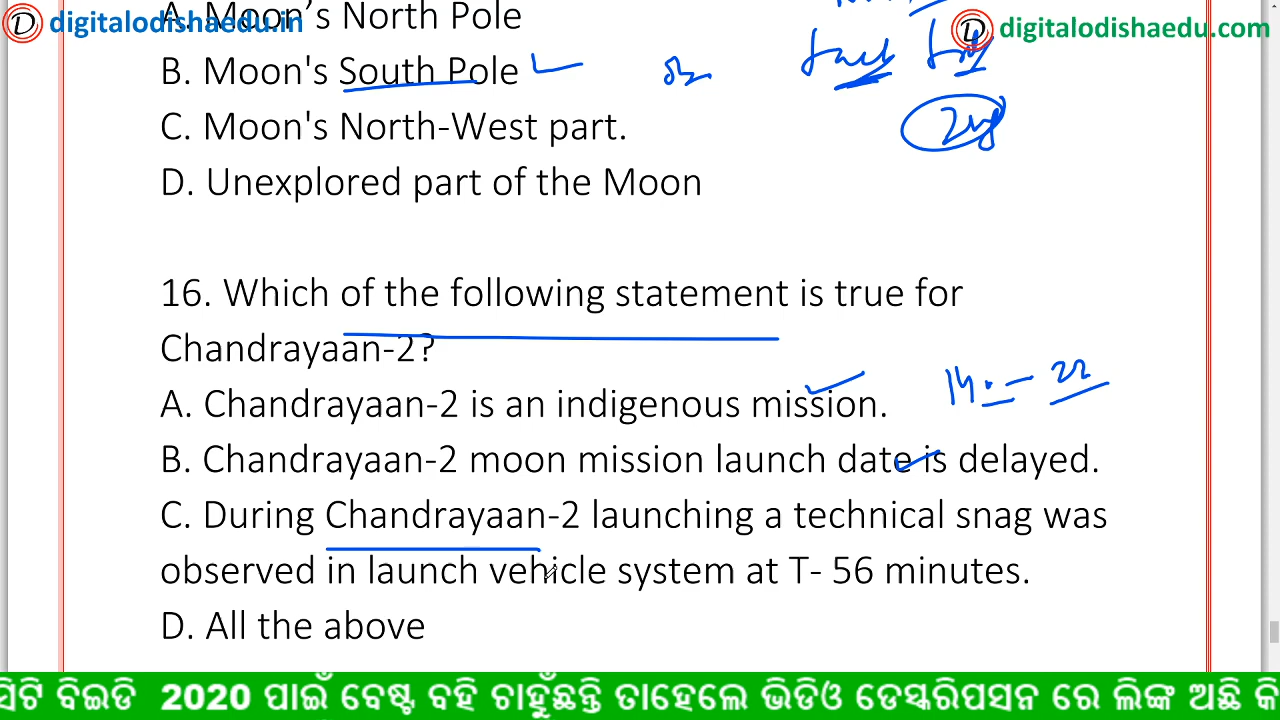 A. Moon's North Pole
digitalodishaedu.in
digitalodishaedu.com
B. Moon's South Pole
C. Moon's North-West part.
D. Unexplored part of the Moon
16. Which of the following statement is true for
Chandrayaan-2?
A. Chandrayaan-2 is an indigenous mission.
14 - 22
B. Chandrayaan-2 moon mission launch date is delayed.
C. During Chandrayaan-2 launching a technical snag was
observed in launch vehicle system at T- 56 minutes.
D. All the above
ସିଟି ବିଇଡି 2020 ପାଇଁ ବେଷ୍ଟ ବହି ଚାହୁଁଛନ୍ତି ତାହେଲେ ଭିଡିଓ ଡେସ୍କରିପସନ ରେ ଲିଙ୍କ ଅଛି କି